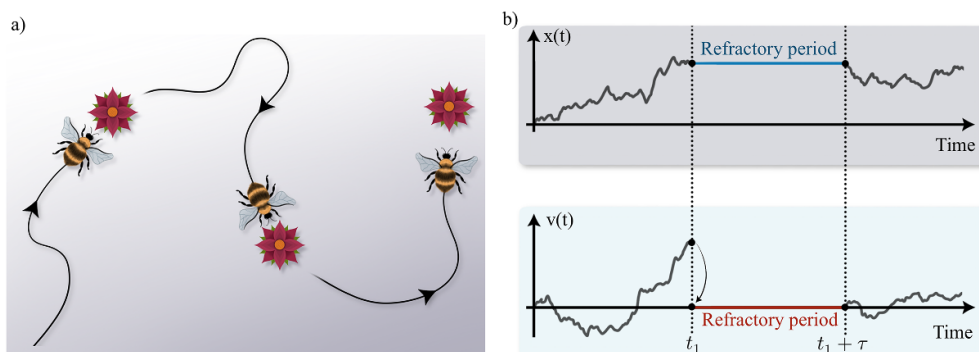 a)
b)
x(t)
Refractory period
Time
v(t)
Refractory period
Time
t₁
t₁ + τ